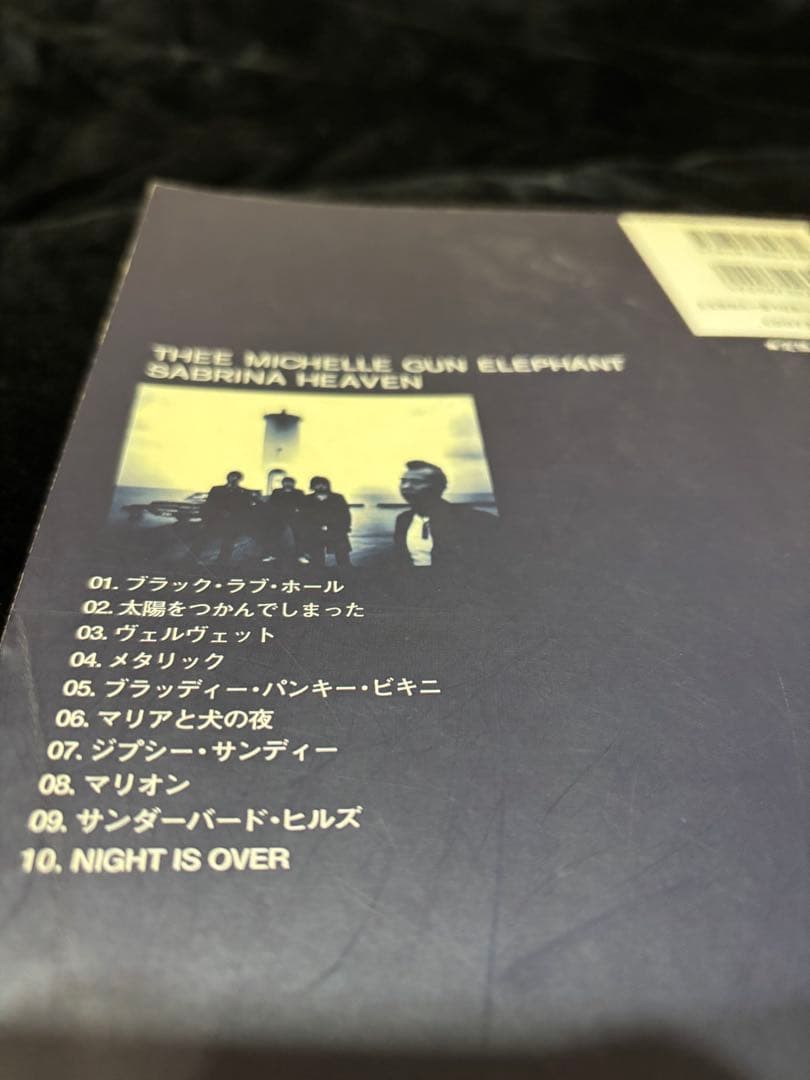 THEE MICHELLE GUN ELEPHANT
SABRINA HEAVEN
01. ブラック・ラブ・ホール
02. 太陽をつかんでしまった
03. ヴェルヴェット
04. メタリック
05. ブラッディー・パンキー・ビキニ
06. マリアと犬の夜
07. ジプシー・サンディー
08. マリオン
09. サンダーバード・ヒルズ
10. NIGHT IS OVER